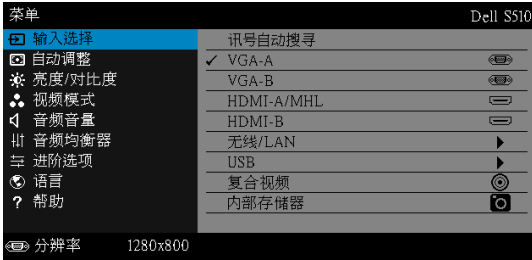 菜单 Dell S510
输入选择
自动调整
亮度/对比度
视频模式
音频音量
音频均衡器
进阶选项
语言
? 帮助
讯号自动搜寻
✓ VGA-A
VGA-B
HDMI-A/MHL
HDMI-B
无线/LAN
USB
复合视频
内部存储器
分辨率 1280x800